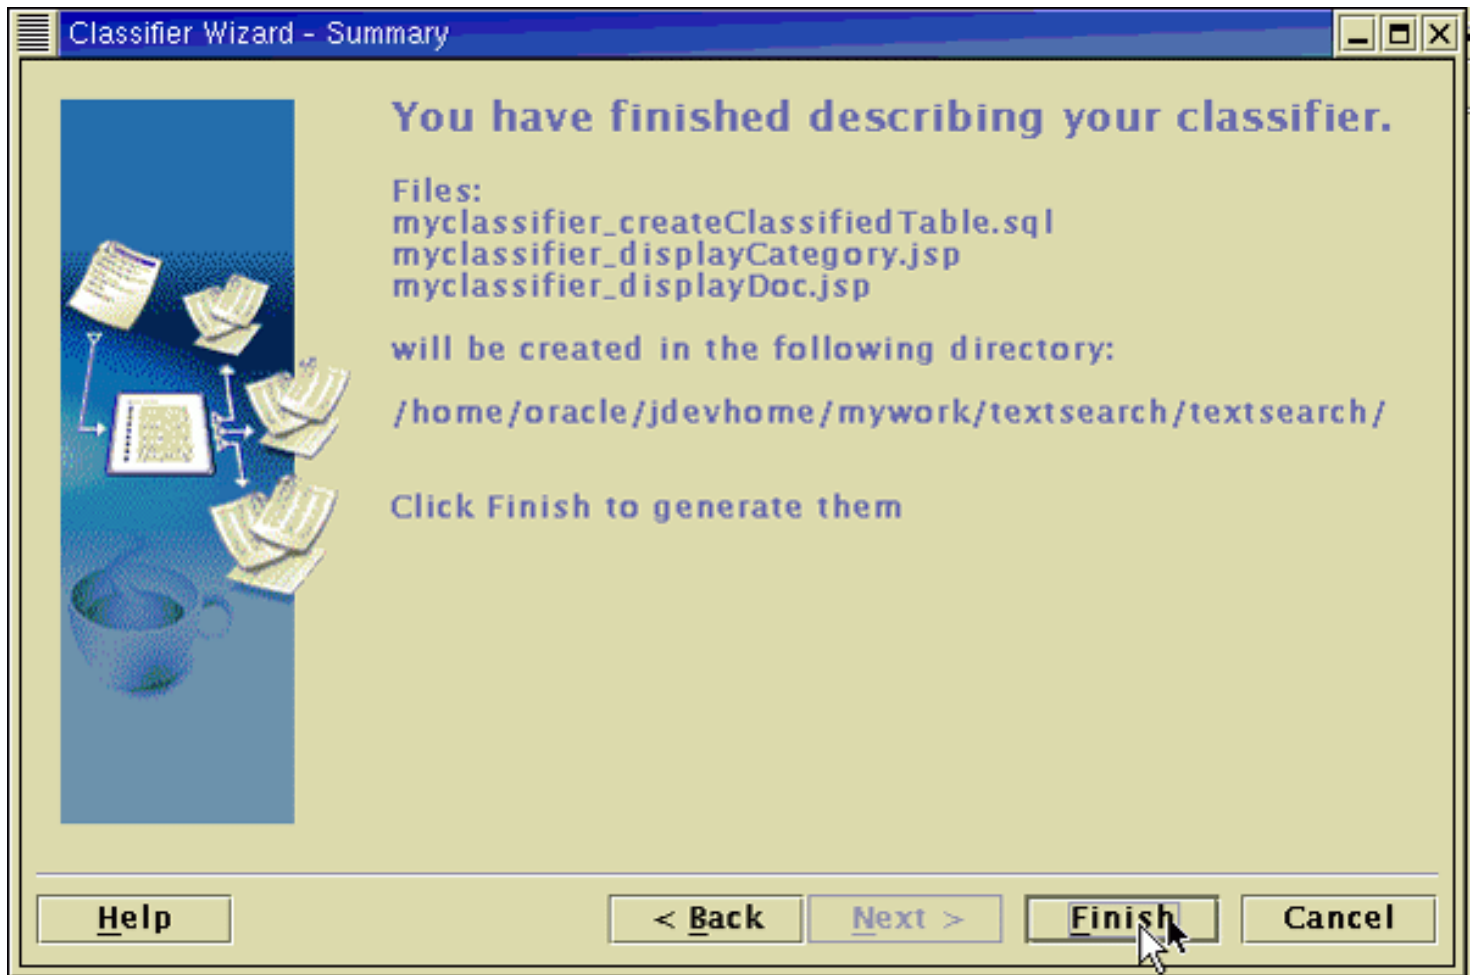 Classifier Wizard - Summary
You have finished describing your classifier.
Files:
myclassifier_createClassifiedTable.sql
myclassifier_displayCategory.jsp
myclassifier_displayDoc.jsp
will be created in the following directory:
/home/oracle/jdevhome/mywork/textsearch/textsearch/
Click Finish to generate them
Help < Back Next > Finish Cancel